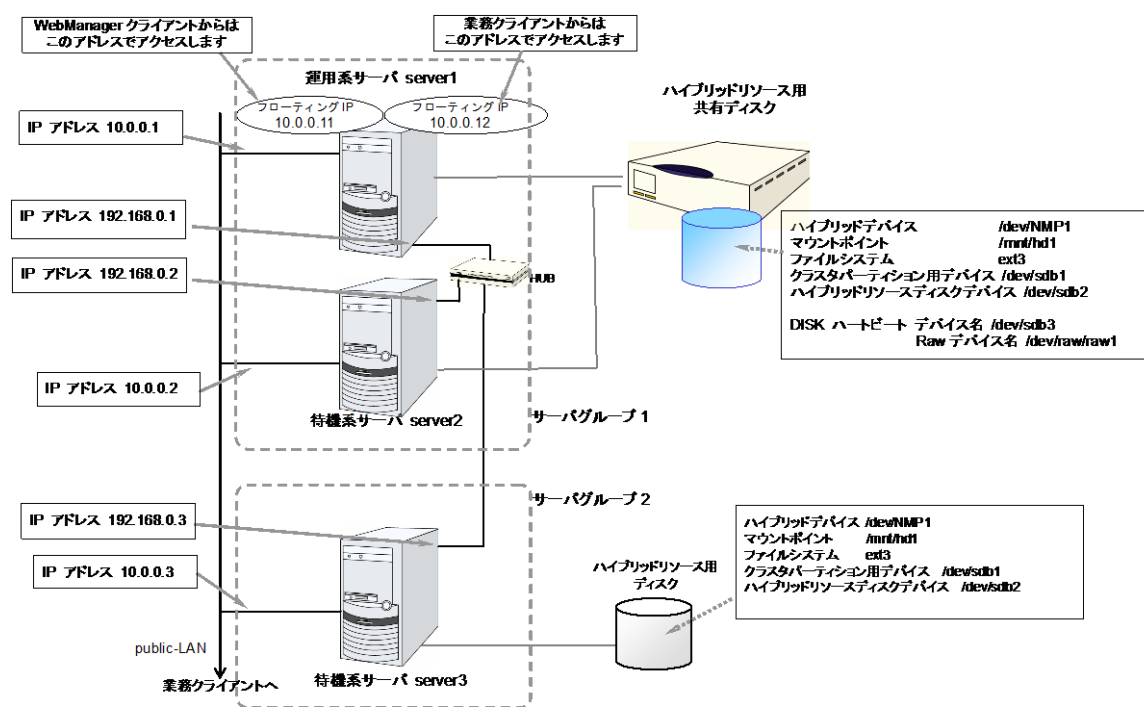 WebManager クライアントからは
このアドレスでアクセスします
業務クライアントからは
このアドレスでアクセスします
運用系サーバ server1
フローティング IP
10.0.0.11
フローティング IP
10.0.0.12
ハイブリッドリソース用
共有ディスク
IP アドレス 10.0.0.1
IP アドレス 192.168.0.1
IP アドレス 192.168.0.2
HUB
ハイブリッドデバイス /dev/NMP1
マウントポイント /mnt/hd1
ファイルシステム ext3
クラスタパーティション用デバイス /dev/sdb1
ハイブリッドリソースディスクデバイス /dev/sdb2
DISK ハートビート デバイス名 /dev/sdb3
Raw デバイス名 /dev/raw/raw1
IP アドレス 10.0.0.2
待機系サーバ server2
サーバグループ 1
サーバグループ 2
IP アドレス 192.168.0.3
IP アドレス 10.0.0.3
ハイブリッドリソース用
ディスク
ハイブリッドデバイス /dev/NMP1
マウントポイント /mnt/hd1
ファイルシステム ext3
クラスタパーティション用デバイス /dev/sdb1
ハイブリッドリソースディスクデバイス /dev/sdb2
public-LAN
業務クライアントへ
待機系サーバ server3